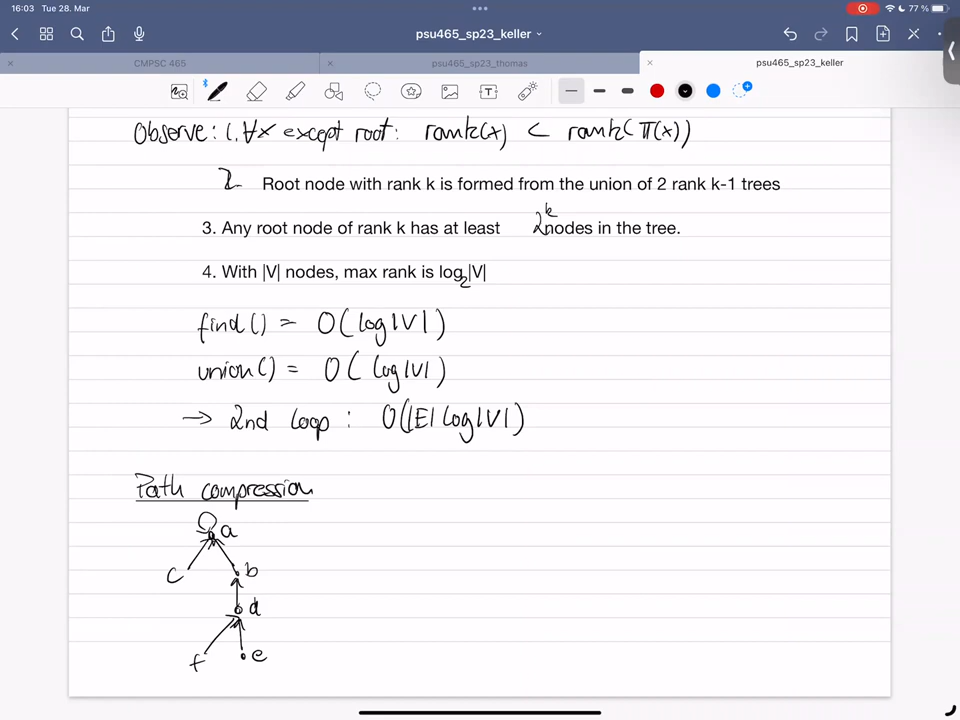 16:03 Tue 28. Mar
77 %
psu465_sp23_keller
CMPSC 465
psu465_sp23_thomas
psu465_sp23_keller
Observe: 1. ∀x except root: rank(x) < rank(π(x))
2 Root node with rank k is formed from the union of 2 rank k-1 trees
3. Any root node of rank k has at least 2^k nodes in the tree.
4. With |V| nodes, max rank is log₂|V|
find() = O(log|V|)
union() = O(log|V|)
→ 2nd loop : O(|E| log|V|)
Path compression
a
c b
d
f e